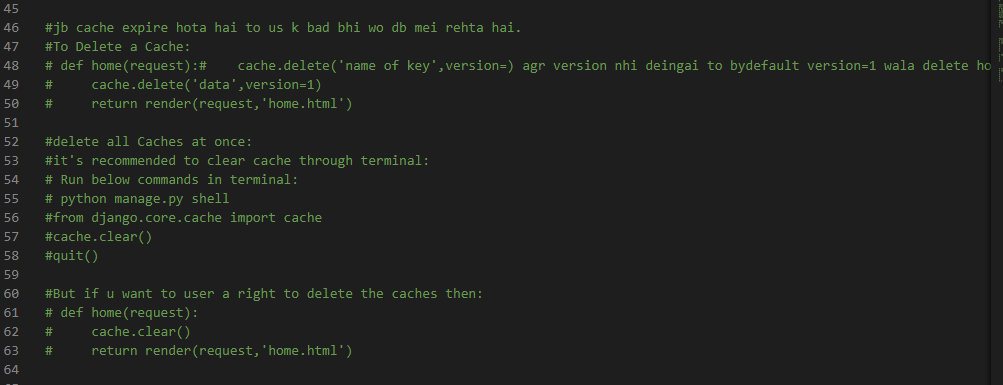 45
46 #jb cache expire hota hai to us k bad bhi wo db mei rehta hai.
47 #To Delete a Cache:
48 # def home(request):#    cache.delete('name of key',version=) agr version nhi deingai to bydefault version=1 wala delete ho
49 #     cache.delete('data',version=1)
50 #     return render(request,'home.html')
51
52 #delete all Caches at once:
53 #it's recommended to clear cache through terminal:
54 # Run below commands in terminal:
55 # python manage.py shell
56 #from django.core.cache import cache
57 #cache.clear()
58 #quit()
59
60 #But if u want to user a right to delete the caches then:
61 # def home(request):
62 #     cache.clear()
63 #     return render(request,'home.html')
64